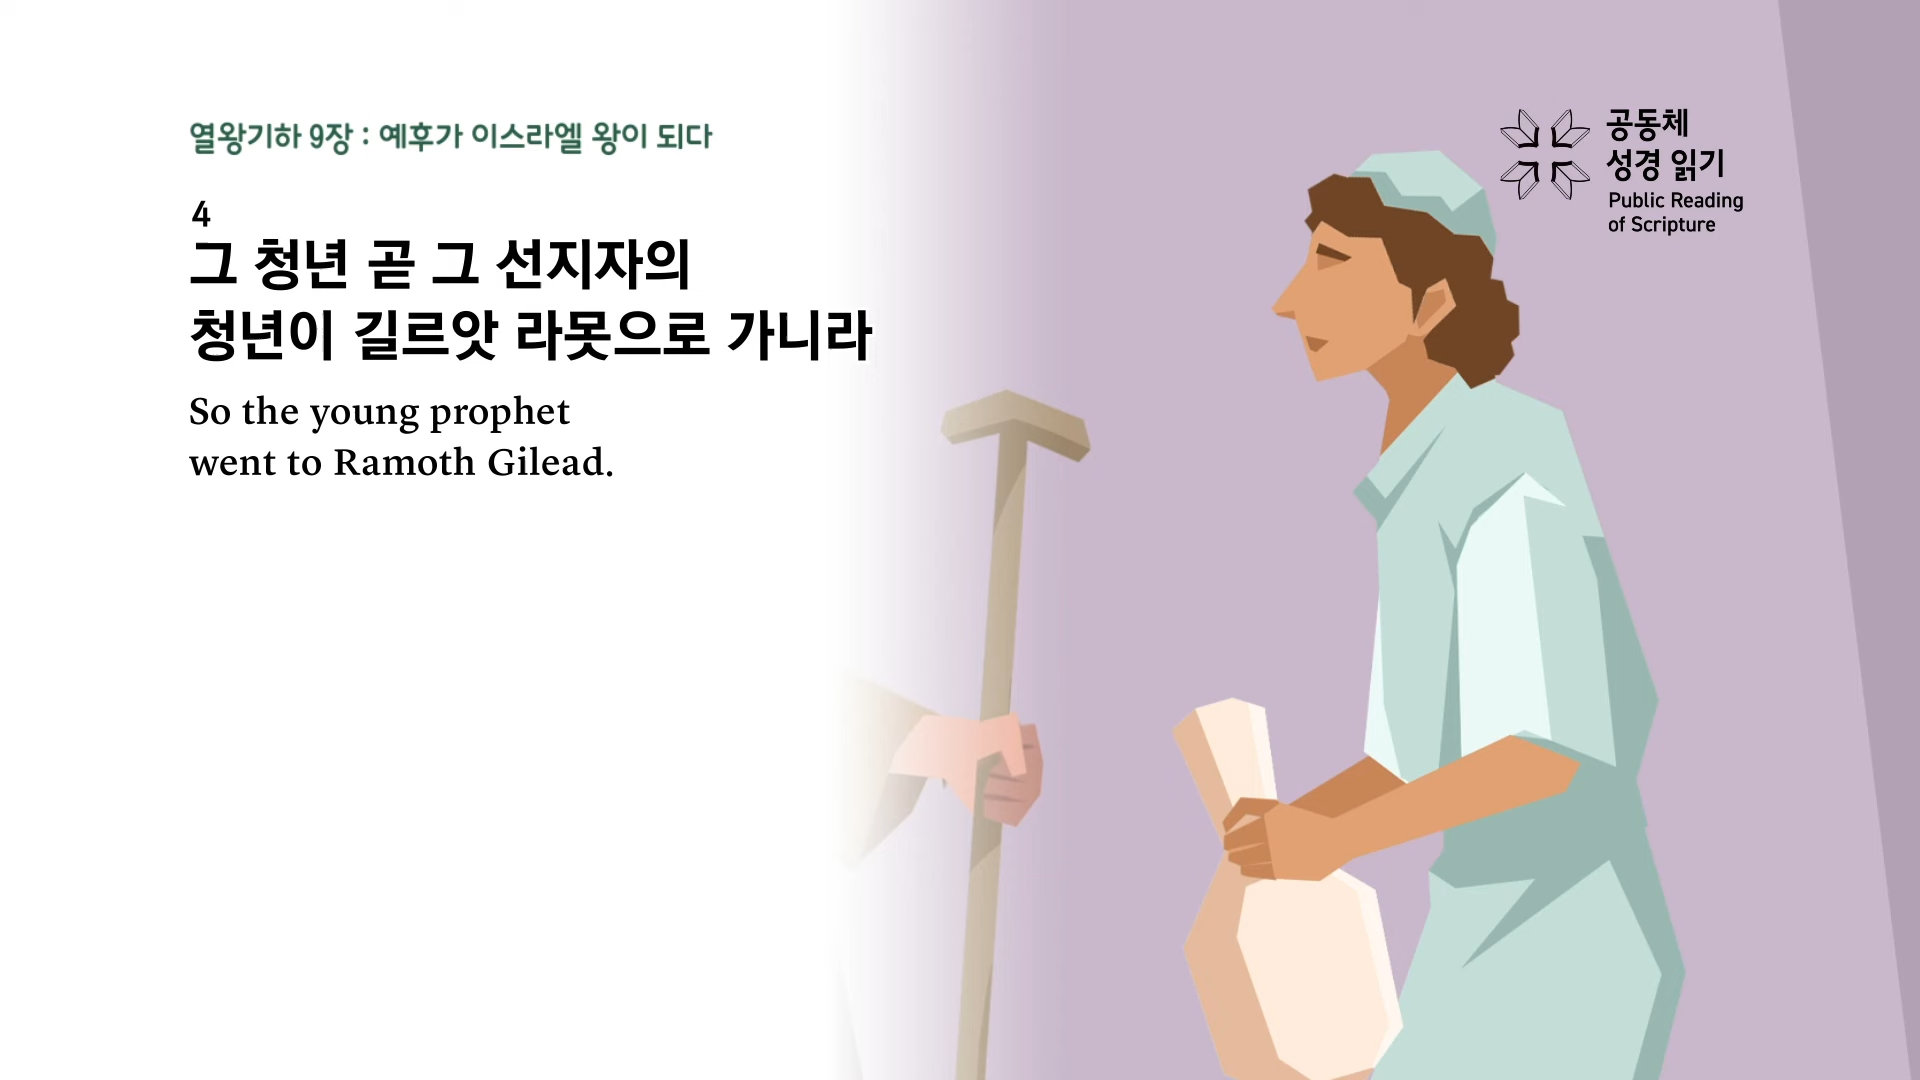 열왕기하 9장 : 예후가 이스라엘 왕이 되다
4
그 청년 곧 그 선지자의
청년이 길르앗 라못으로 가니라
So the young prophet
went to Ramoth Gilead.
공동체
성경 읽기
Public Reading
of Scripture